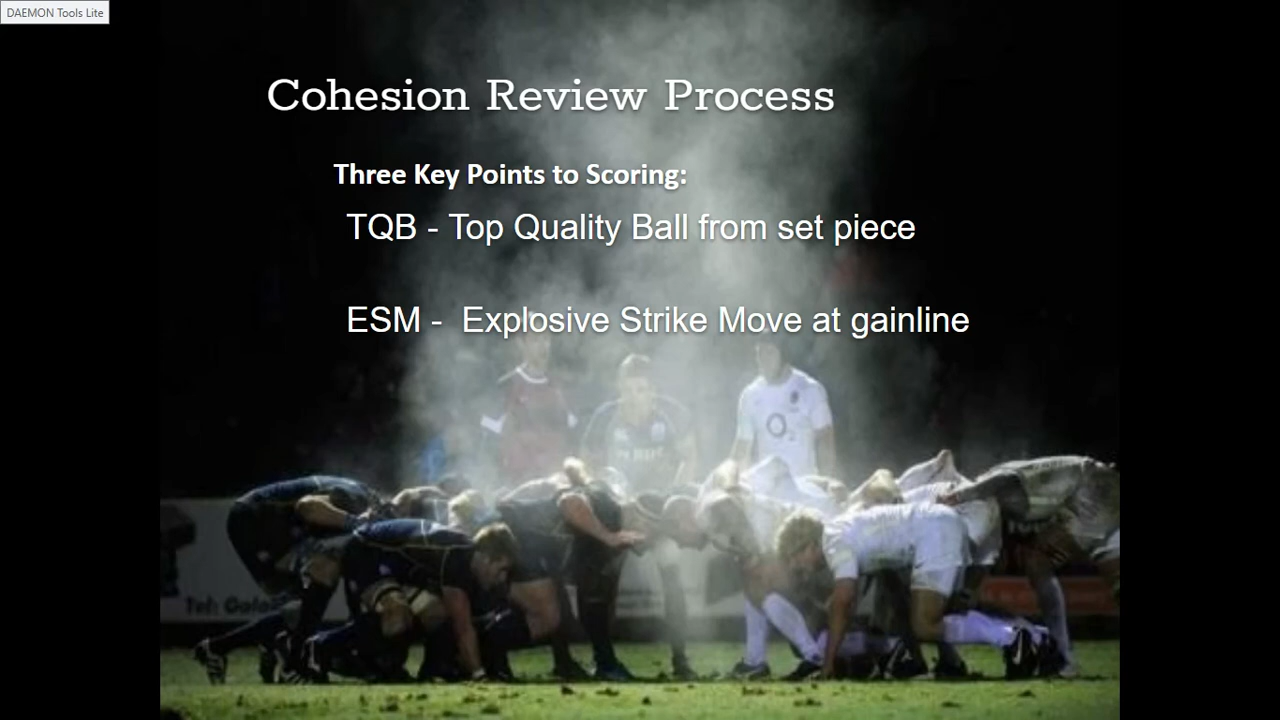 DAEMON Tools Lite
Cohesion Review Process
Three Key Points to Scoring:
TQB - Top Quality Ball from set piece
ESM -  Explosive Strike Move at gainline